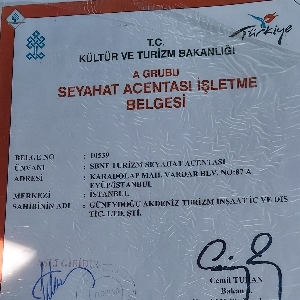 Türkiye
T.C.
KÜLTÜR VE TURİZM BAKANLIĞI
A GRUBU
SEYAHAT ACENTASI İŞLETME
BELGESİ
BELGE NO : 10539
ÜNVANI : SBNF TURİZM SEYAHAT ACENTASI
ADRESİ : KARADOLAP MAH. VARDAR BLV. NO:87-A
EYÜP/İSTANBUL
MERKEZİ : İSTANBUL
SAHİBİNİN ADI : GÜNEYDOĞU AKDENİZ TURİZM İNŞAAT İÇ VE DIŞ
TİC. LTD. ŞTİ.
Cemil TURAN
Bakan a.